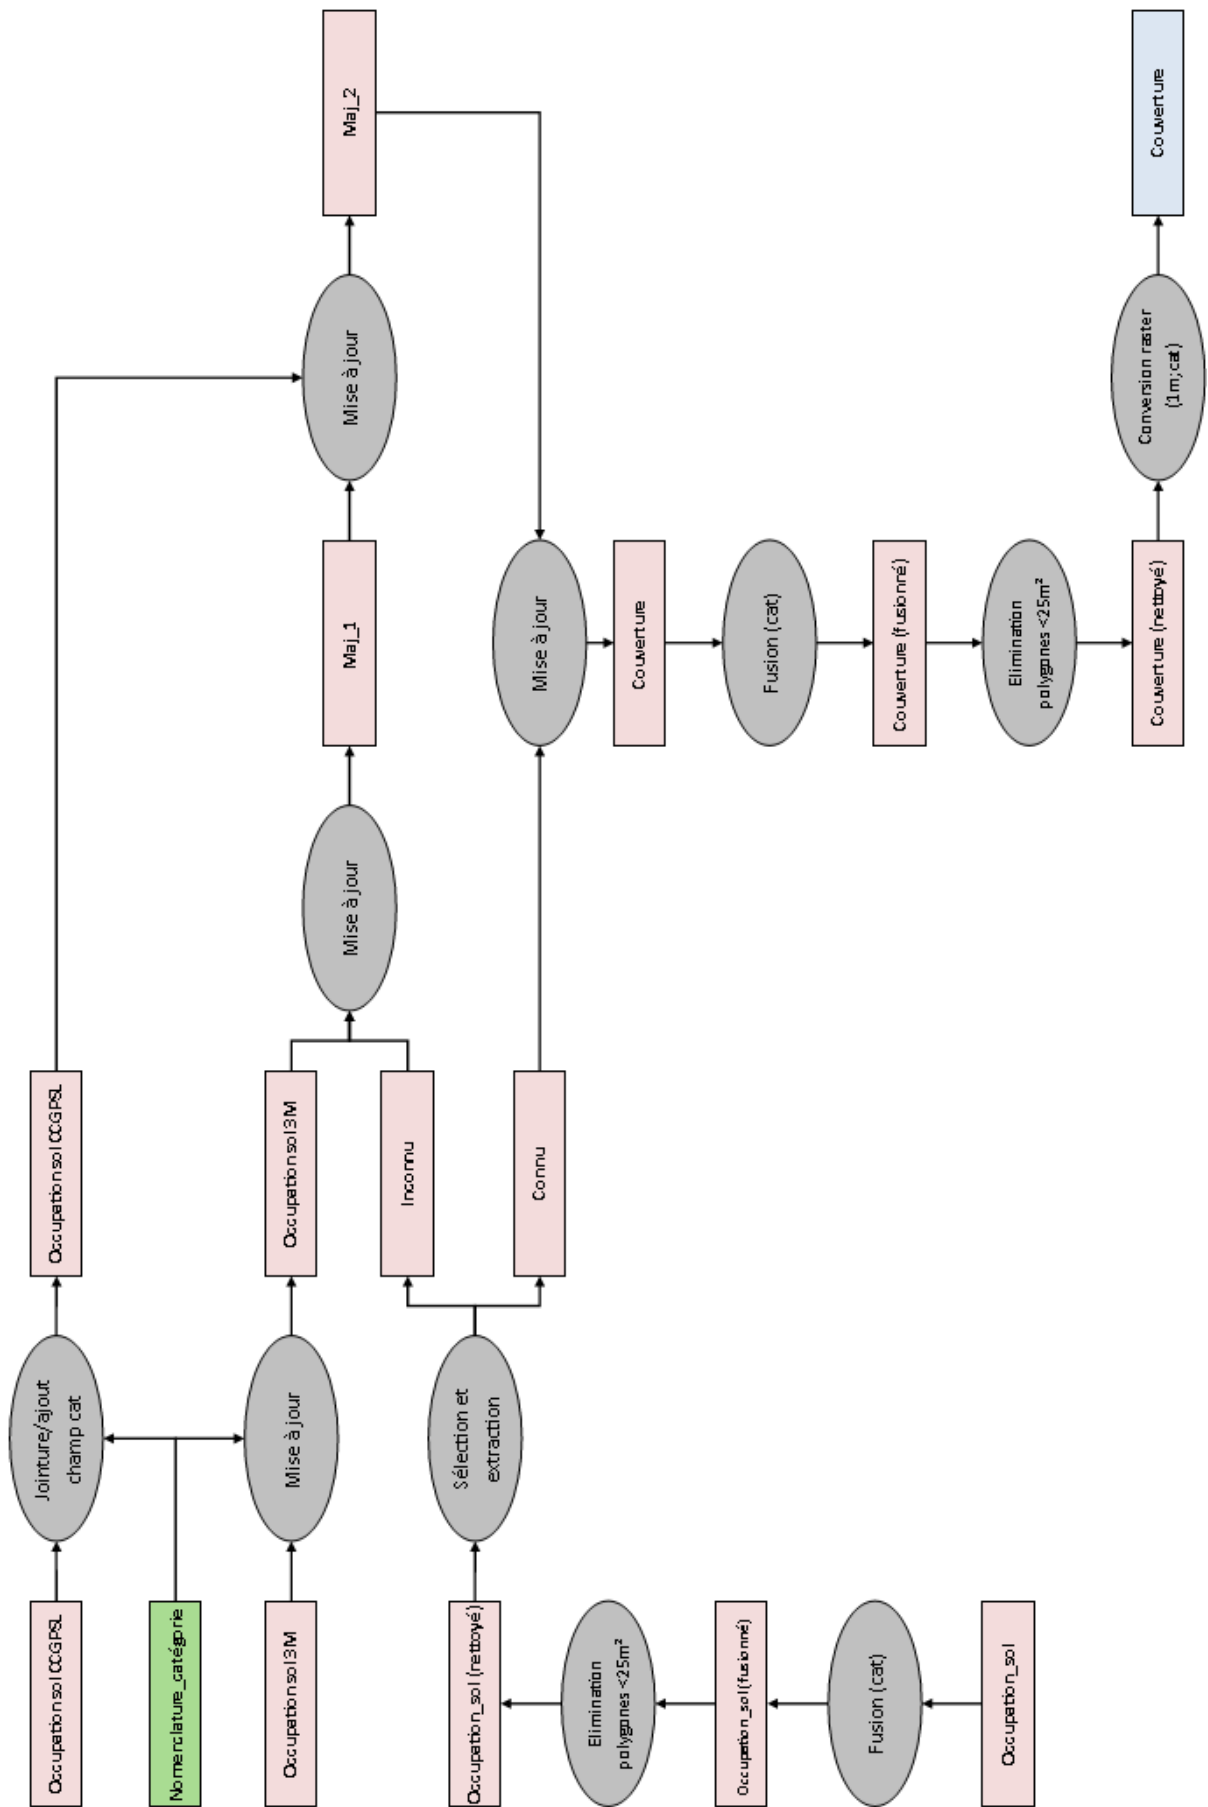 Occupation sol CCGPSL
Jointure/ajout
champ cat
Occupation sol CCGPSL
Nomenclature_catégorie
Occupation sol 3M
Mise à jour
Occupation sol 3M
Mise à jour
Maj_1
Mise à jour
Maj_2
Occupation_sol
Fusion (cat)
Occupation_sol (fusionné)
Elimination
polygones <25m²
Occupation_sol (nettoyé)
Sélection et
extraction
Inconnu
Connu
Mise à jour
Couverture
Fusion (cat)
Couverture (fusionné)
Elimination
polygones <25m²
Couverture (nettoyé)
Conversion raster
(1m; cat)
Couverture